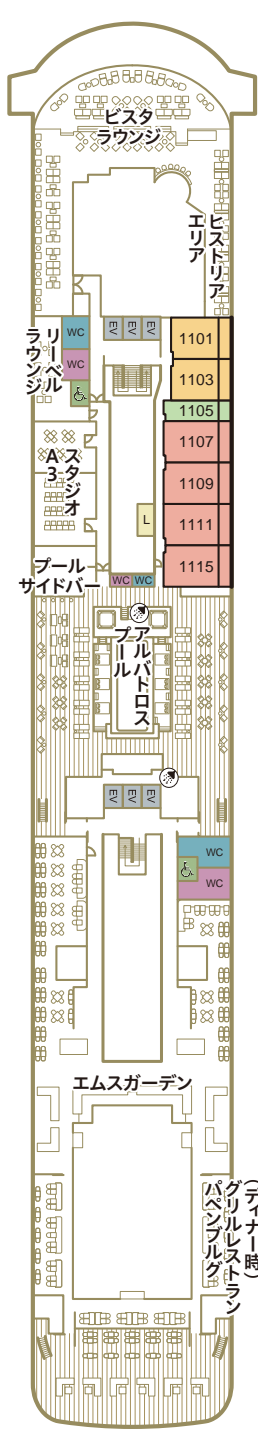 ビスタ
ラウンジ
ビストリア
エリア
EV EV EV
1101
WC
リーベル
ラウンジ
WC
1103
1105
1107
スタジオ
A3
1109
L
1111
プール
サイドバー
WC WC
1115
アルバトロス
プール
EV EV EV
WC
WC
エムスガーデン
(ディナー時)
グリルレストラン
パペンブルグ